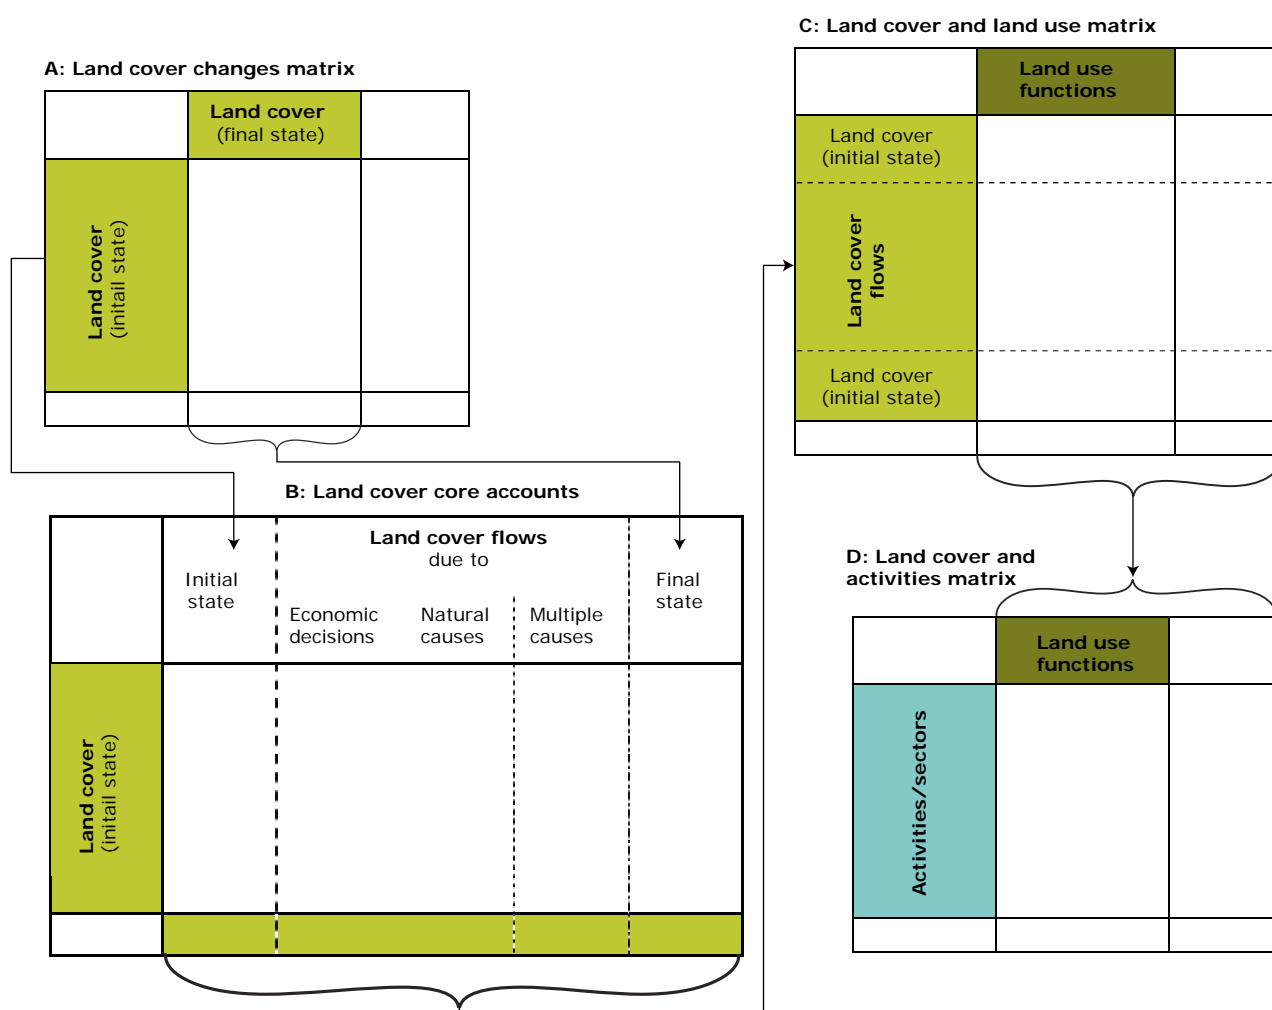 A: Land cover changes matrix
Land cover
(final state)
Land cover
(initail state)
B: Land cover core accounts
Land cover flows
due to
Initial
state
Economic
decisions
Natural
causes
Multiple
causes
Final
state
Land cover
(initail state)
C: Land cover and land use matrix
Land use
functions
Land cover
(initial state)
Land cover
flows
Land cover
(initial state)
D: Land cover and
activities matrix
Land use
functions
Activities/sectors